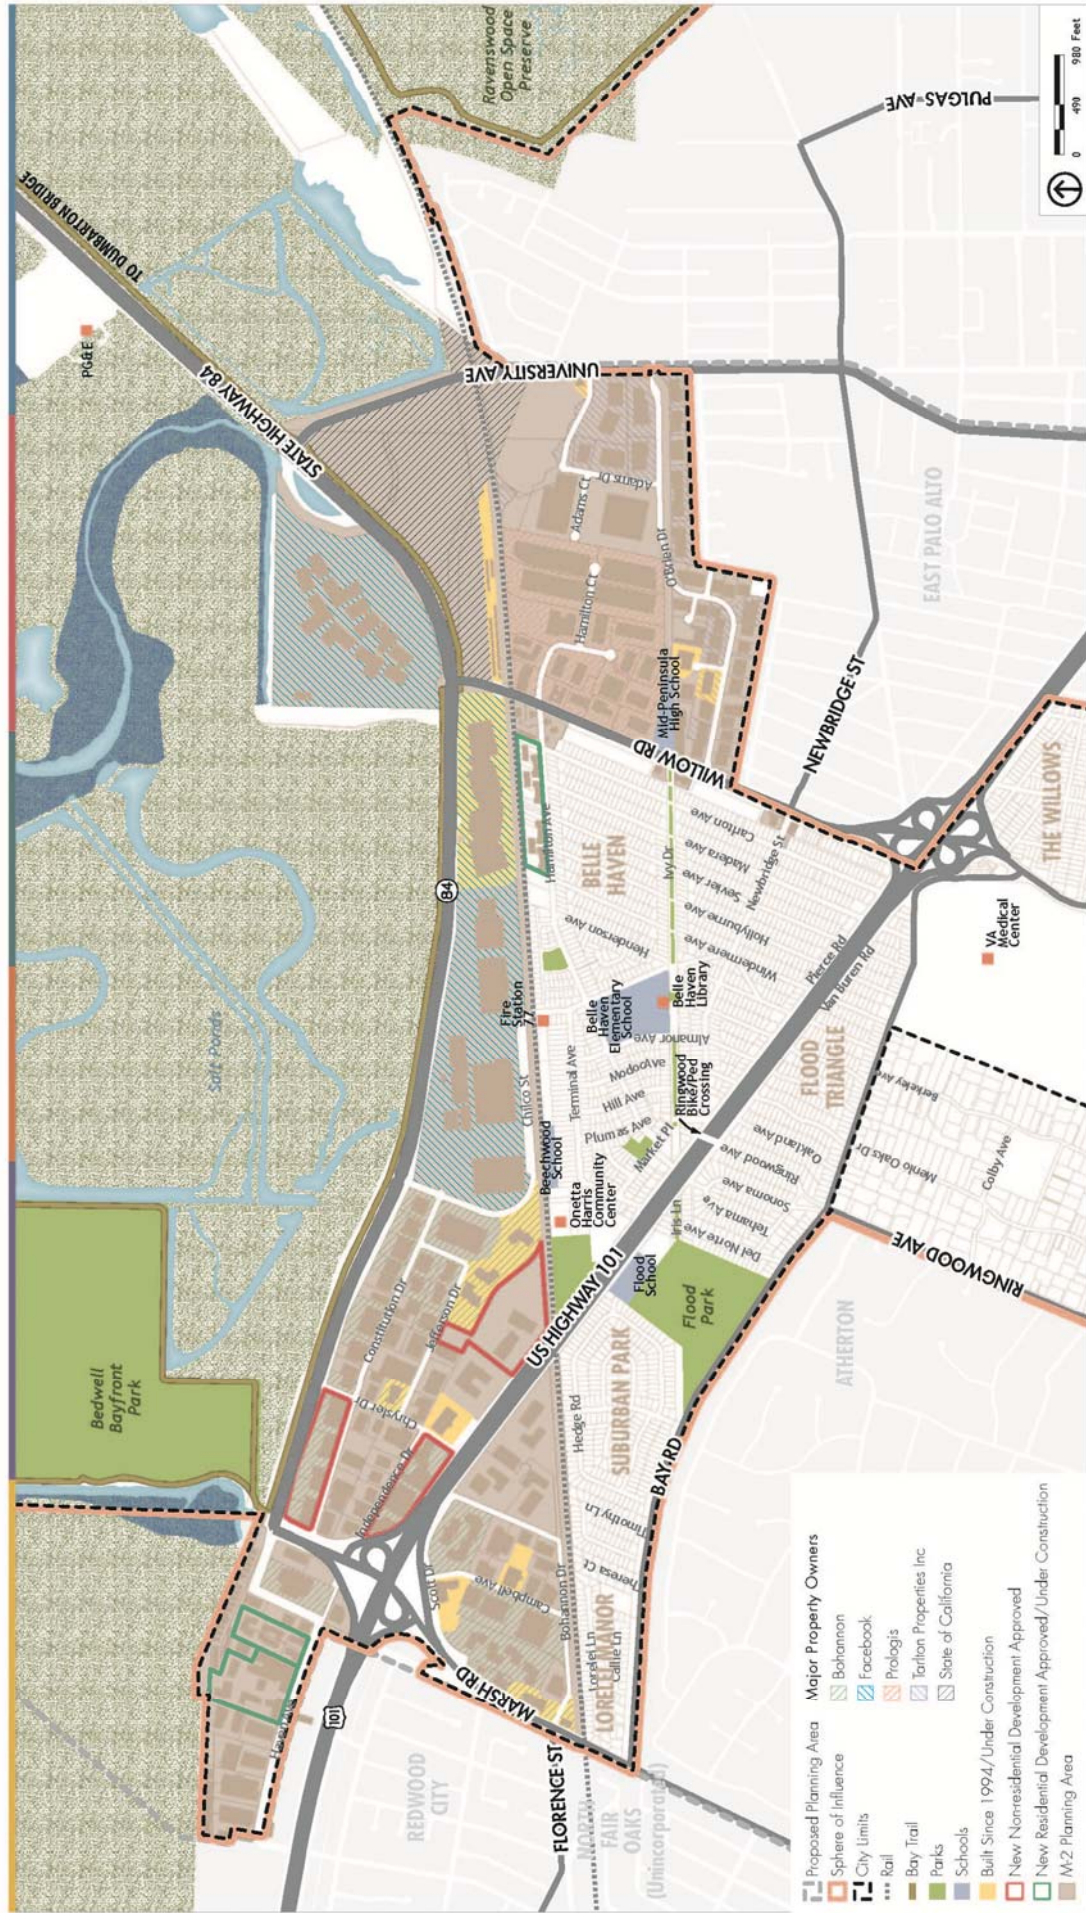 Ravenswood
Open Space
Preserve
TO DUMBARTON BRIDGE
PG&E
STATE HIGHWAY 84
UNIVERSITY AVE
PULGAS AVE
0 490 980 Feet
Salt Ponds
84
Bedwell
Bayfront
Park
Adams Ct
Adams Dr
O'Brien Dr
Hamilton Ct
Mid-Peninsula
High School
WILLOW RD
NEWBRIDGE ST
EAST PALO ALTO
Hamilton Ave
BELLE
HAVEN
Ivy Dr
Carlton Ave
Madera Ave
Sevier Ave
Newbridge St
Hollyburne Ave
Windermere Ave
Henderson Ave
Pierce Rd
Van Buren Rd
THE WILLOWS
VA
Medical
Center
Fire
Station
77
Chilco St
Belle
Haven
Elementary
School
Belle
Haven
Library
Almanor Ave
Terminal Ave
Modoc Ave
Hill Ave
Plumas Ave
Market Pl
Ringwood
Bike/Ped
Crossing
Beechwood
School
Onetta
Harris
Community
Center
FLOOD
TRIANGLE
Oakland Ave
Ringwood Ave
Sonoma Ave
Tehama Ave
Del Norte Ave
Iris Ln
Berkeley Ave
Menlo Oaks Dr
Colby Ave
RINGWOOD AVE
Flood
School
Flood
Park
US HIGHWAY 101
Constitution Dr
Jefferson Dr
Chrysler Dr
Independence Dr
SUBURBAN PARK
Hedge Rd
BAY RD
ATHERTON
Timothy Ln
Theresa Ct
Scott Dr
Campbell Ave
Bohannon Dr
LORELEI MANOR
Lorelei Ln
Callie Ln
MARSH RD
Haven Ave
101
REDWOOD
CITY
FLORENCE ST
NORTH
FAIR
OAKS
(Unincorporated)
Proposed Planning Area
Sphere of Influence
City Limits
Rail
Bay Trail
Parks
Schools
Built Since 1994/Under Construction
New Non-residential Development Approved
New Residential Development Approved/Under Construction
M-2 Planning Area
Major Property Owners
Bohannon
Facebook
Prologis
Tarlton Properties Inc
State of California